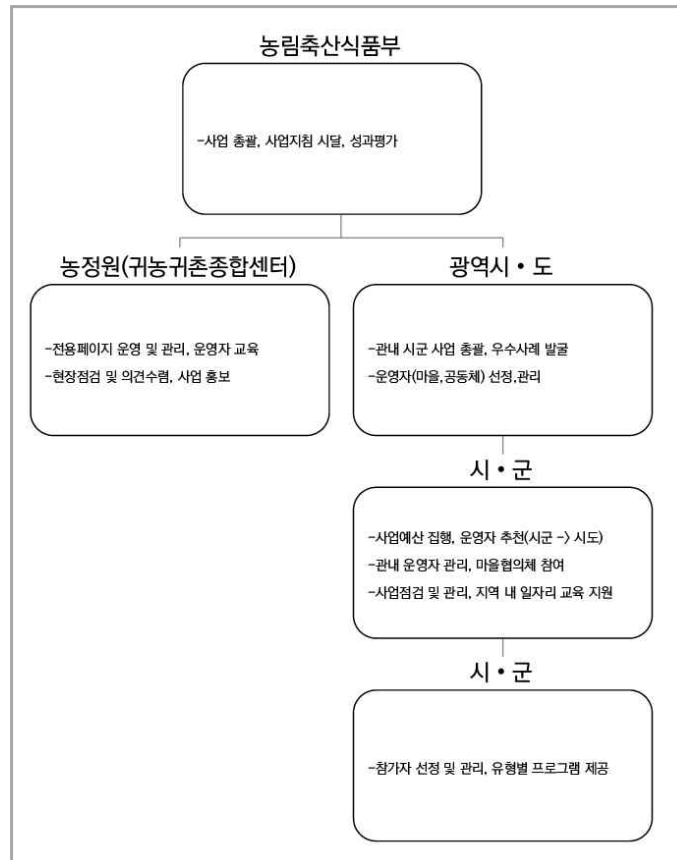 농림축산식품부
-사업 총괄, 사업지침 시달, 성과평가
농정원(귀농귀촌종합센터)
-전용페이지 운영 및 관리, 운영자 교육
-현장점검 및 의견수렴, 사업 홍보
광역시·도
-관내 시군 사업 총괄, 우수사례 발굴
-운영자(마을,공동체) 선정,관리
시·군
-사업예산 집행, 운영자 추천(시군 -> 시도)
-관내 운영자 관리, 마을협의체 참여
-사업점검 및 관리, 지역 내 일자리 교육 지원
시·군
-참가자 선정 및 관리, 유형별 프로그램 제공